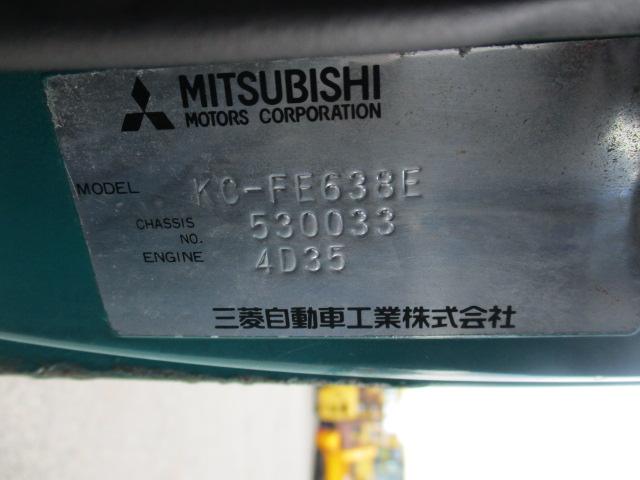 MITSUBISHI
MOTORS CORPORATION
MODEL KC-FE638E
CHASSIS NO. 530033
ENGINE 4D35
三菱自動車工業株式会社